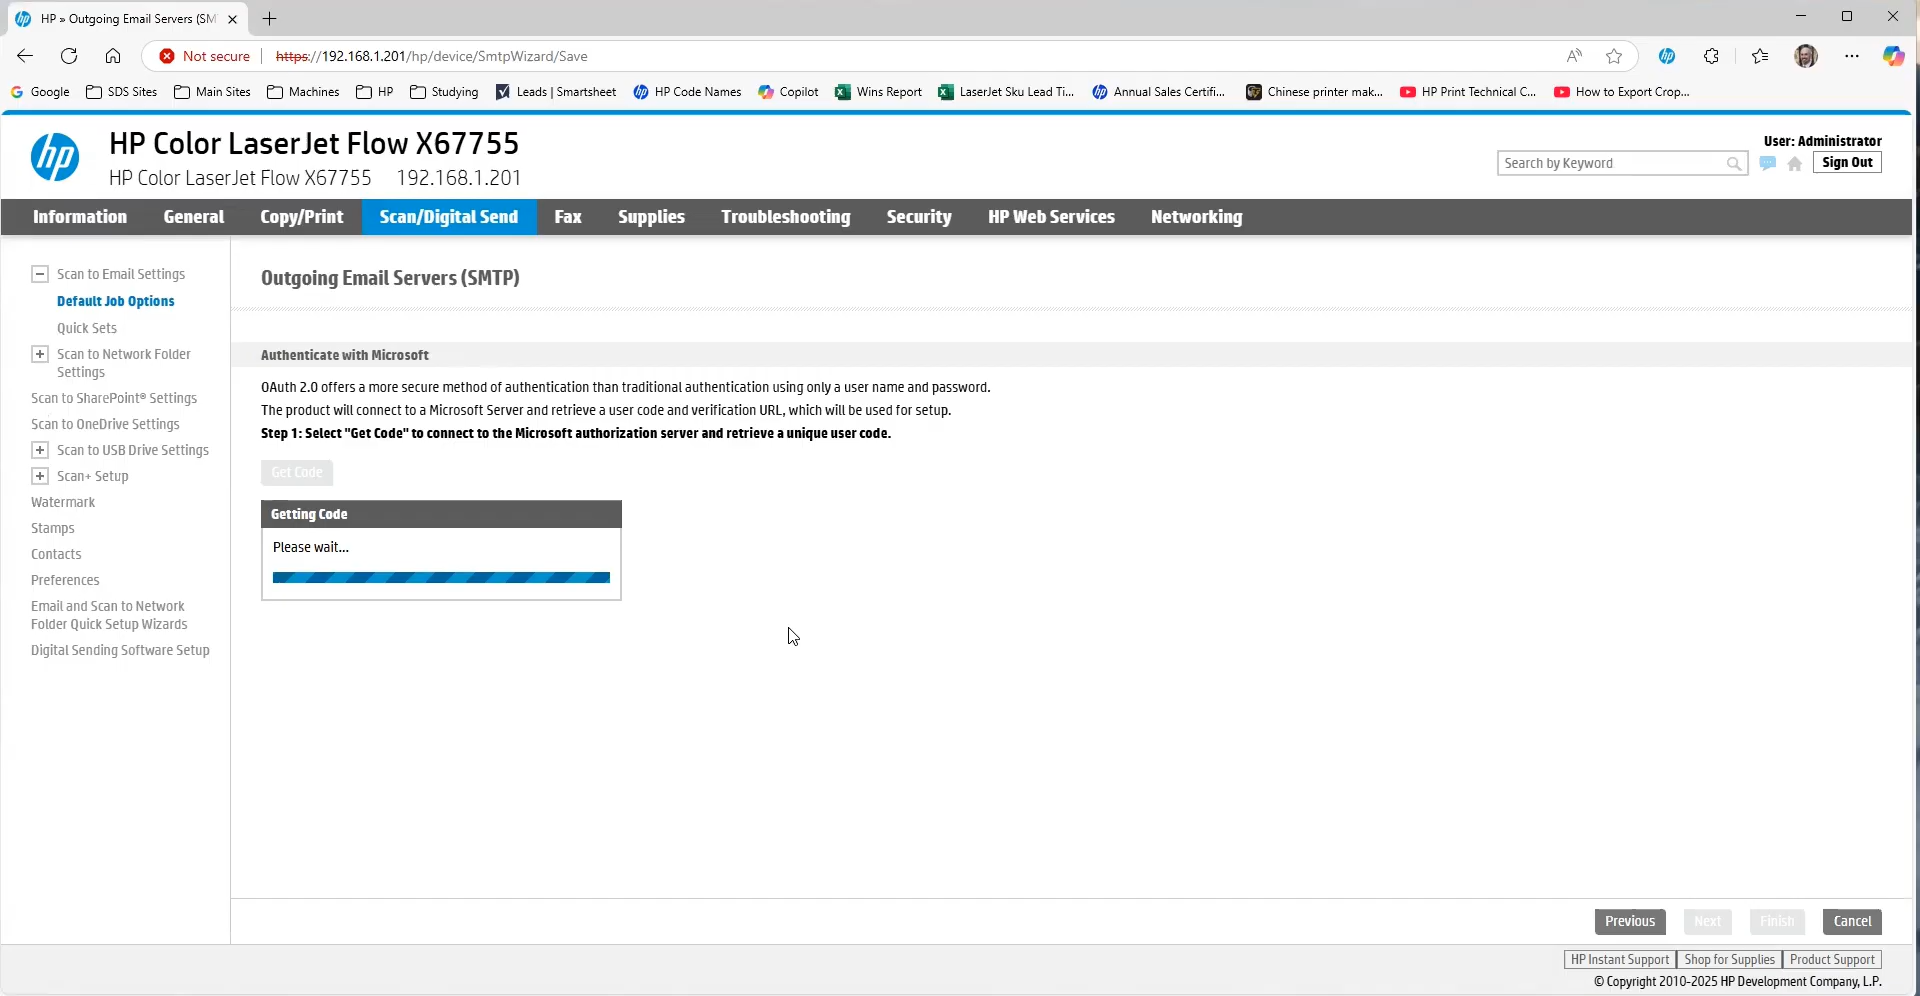 HP » Outgoing Email Servers (SM
Not secure
https://192.168.1.201/hp/device/SmtpWizard/Save
Google
SDS Sites
Main Sites
Machines
HP
Studying
Leads | Smartsheet
HP Code Names
Copilot
Wins Report
LaserJet Sku Lead Ti...
Annual Sales Certifi...
Chinese printer mak...
HP Print Technical C...
How to Export Crop...
hp
HP Color LaserJet Flow X67755
HP Color LaserJet Flow X67755 192.168.1.201
User: Administrator
Search by Keyword
Sign Out
Information
General
Copy/Print
Scan/Digital Send
Fax
Supplies
Troubleshooting
Security
HP Web Services
Networking
Scan to Email Settings
Default Job Options
Quick Sets
Scan to Network Folder
Settings
Scan to SharePoint® Settings
Scan to OneDrive Settings
Scan to USB Drive Settings
Scan+ Setup
Watermark
Stamps
Contacts
Preferences
Email and Scan to Network
Folder Quick Setup Wizards
Digital Sending Software Setup
Outgoing Email Servers (SMTP)
Authenticate with Microsoft
OAuth 2.0 offers a more secure method of authentication than traditional authentication using only a user name and password.
The product will connect to a Microsoft Server and retrieve a user code and verification URL, which will be used for setup.
Step 1: Select "Get Code" to connect to the Microsoft authorization server and retrieve a unique user code.
Get Code
Getting Code
Please wait...
Previous
Next
Finish
Cancel
HP Instant Support
Shop for Supplies
Product Support
© Copyright 2010-2025 HP Development Company, L.P.